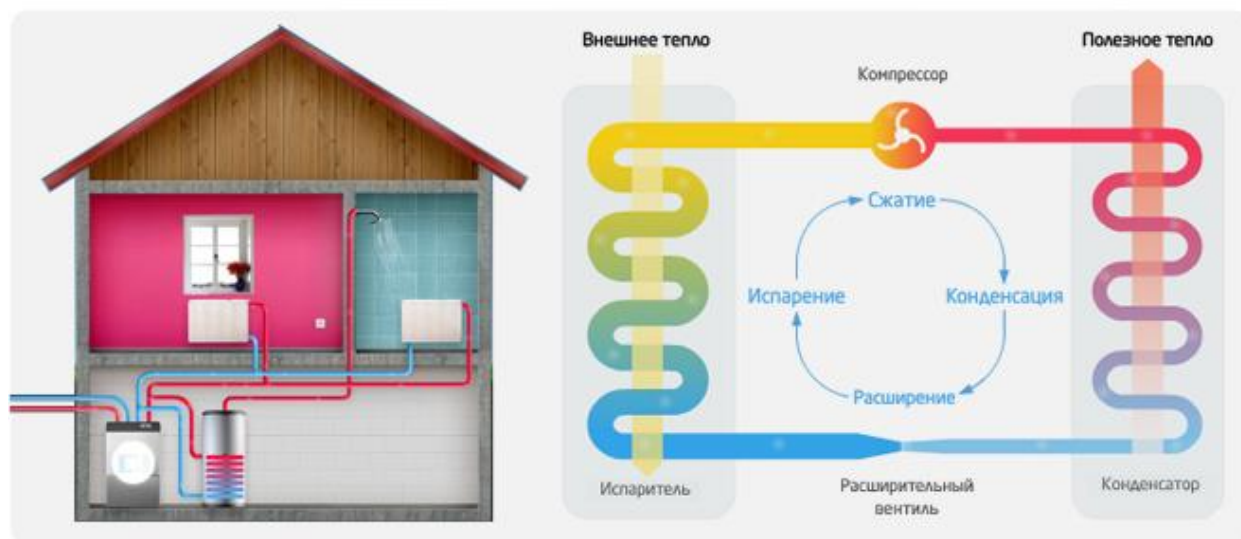 Внешнее тепло
Полезное тепло
Компрессор
Сжатие
Испарение
Конденсация
Расширение
Испаритель
Расширительный
вентиль
Конденсатор